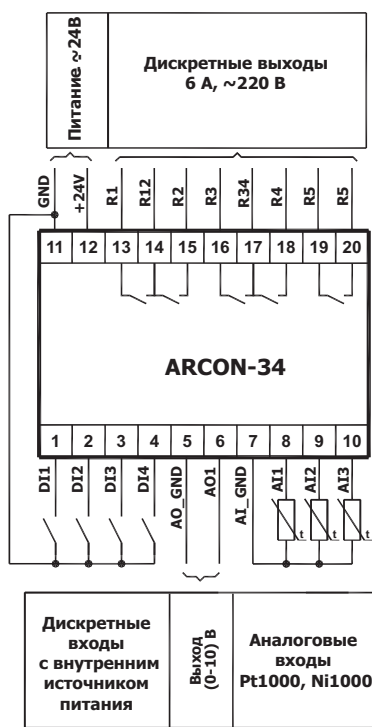 Питание ~24В
Дискретные выходы
6 А, ~220 В
GND
+24V
R1
R12
R2
R3
R34
R4
R5
R5
11 12 13 14 15 16 17 18 19 20
ARCON-34
1 2 3 4 5 6 7 8 9 10
DI1
DI2
DI3
DI4
AO_GND
AO1
AI_GND
AI1
AI2
AI3
t
t
t
Дискретные
входы
с внутренним
источником
питания
Выход
(0-10) В
Аналоговые
входы
Pt1000, Ni1000